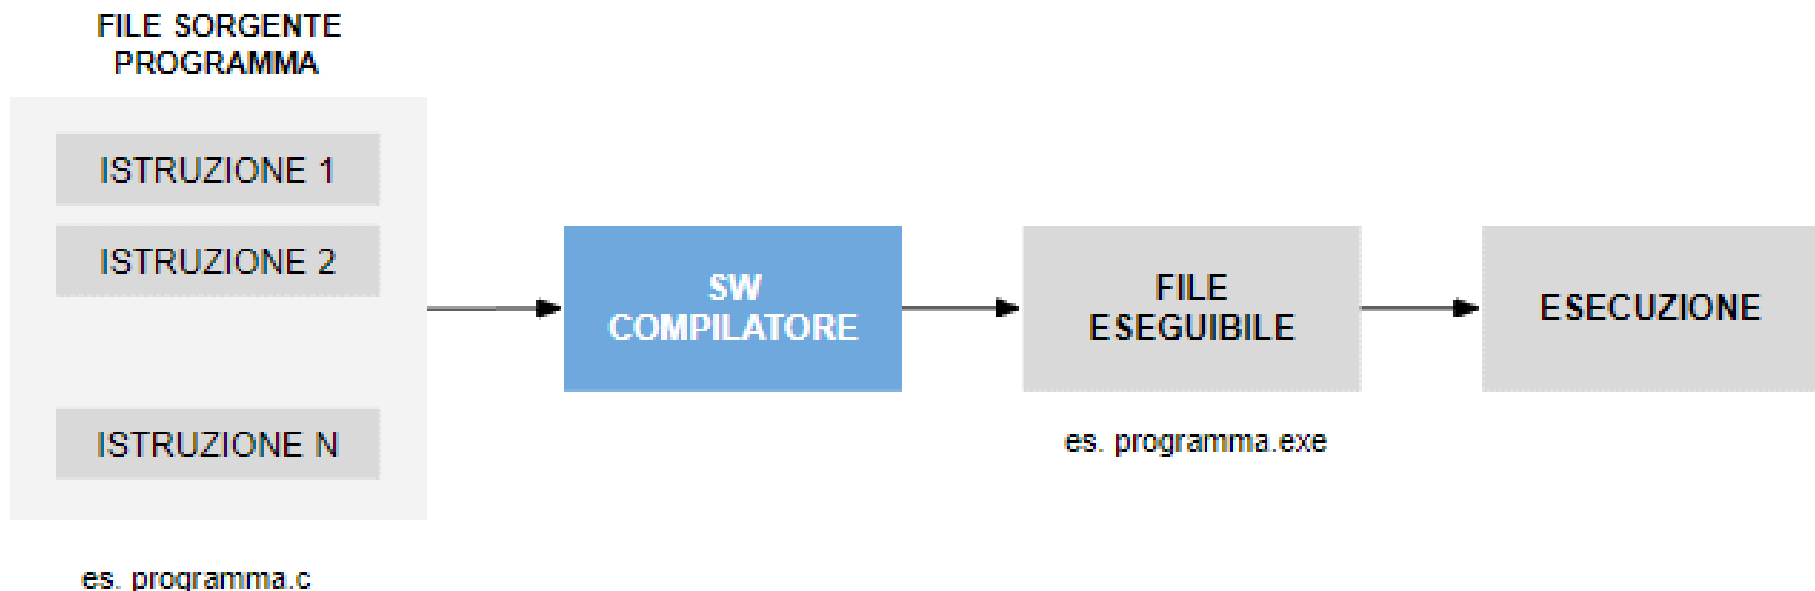 FILE SORGENTE
PROGRAMMA
ISTRUZIONE 1
ISTRUZIONE 2
ISTRUZIONE N
es. programma.c
SW
COMPILATORE
FILE
ESEGUIBILE
es. programma.exe
ESECUZIONE